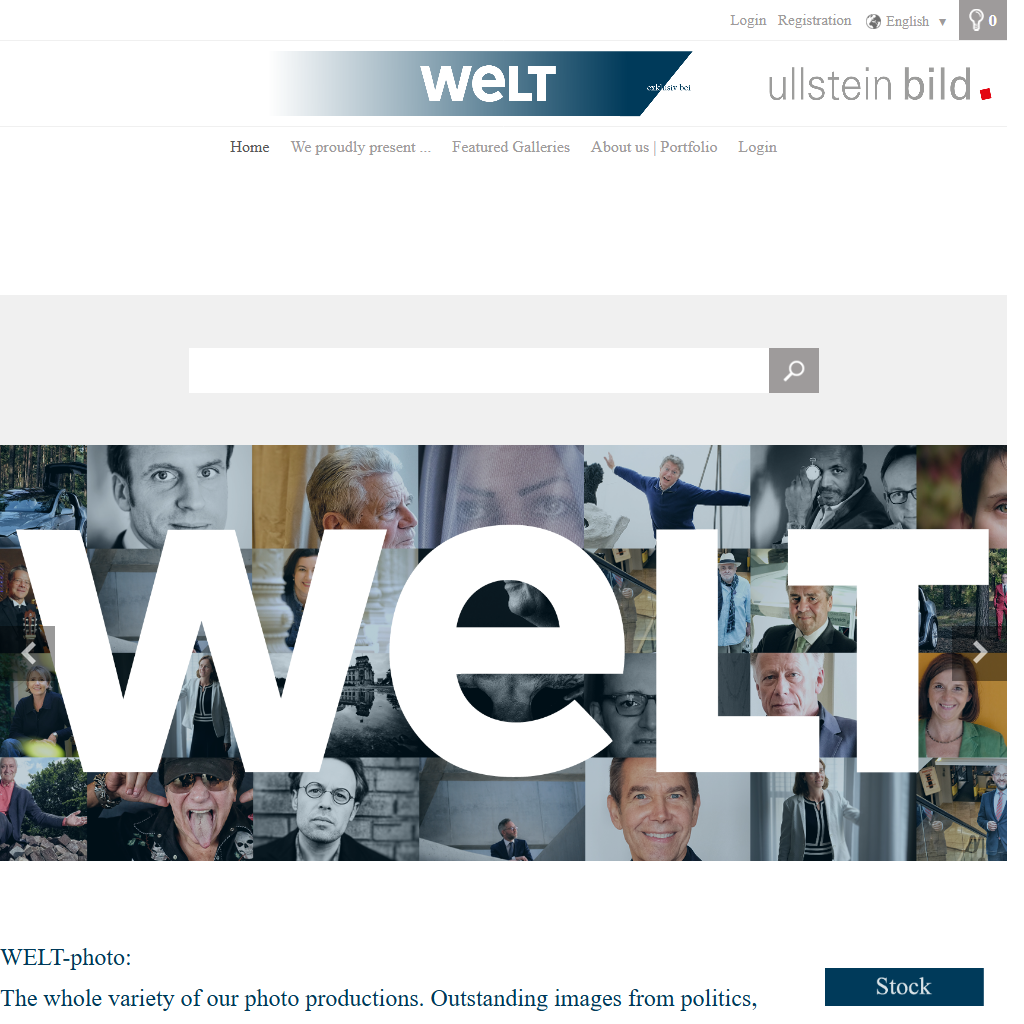 Login Registration English ▼ 0
WELT exklusiv bei ullstein bild
Home We proudly present ... Featured Galleries About us | Portfolio Login
WELT
WELT-photo:
The whole variety of our photo productions. Outstanding images from politics,
Stock